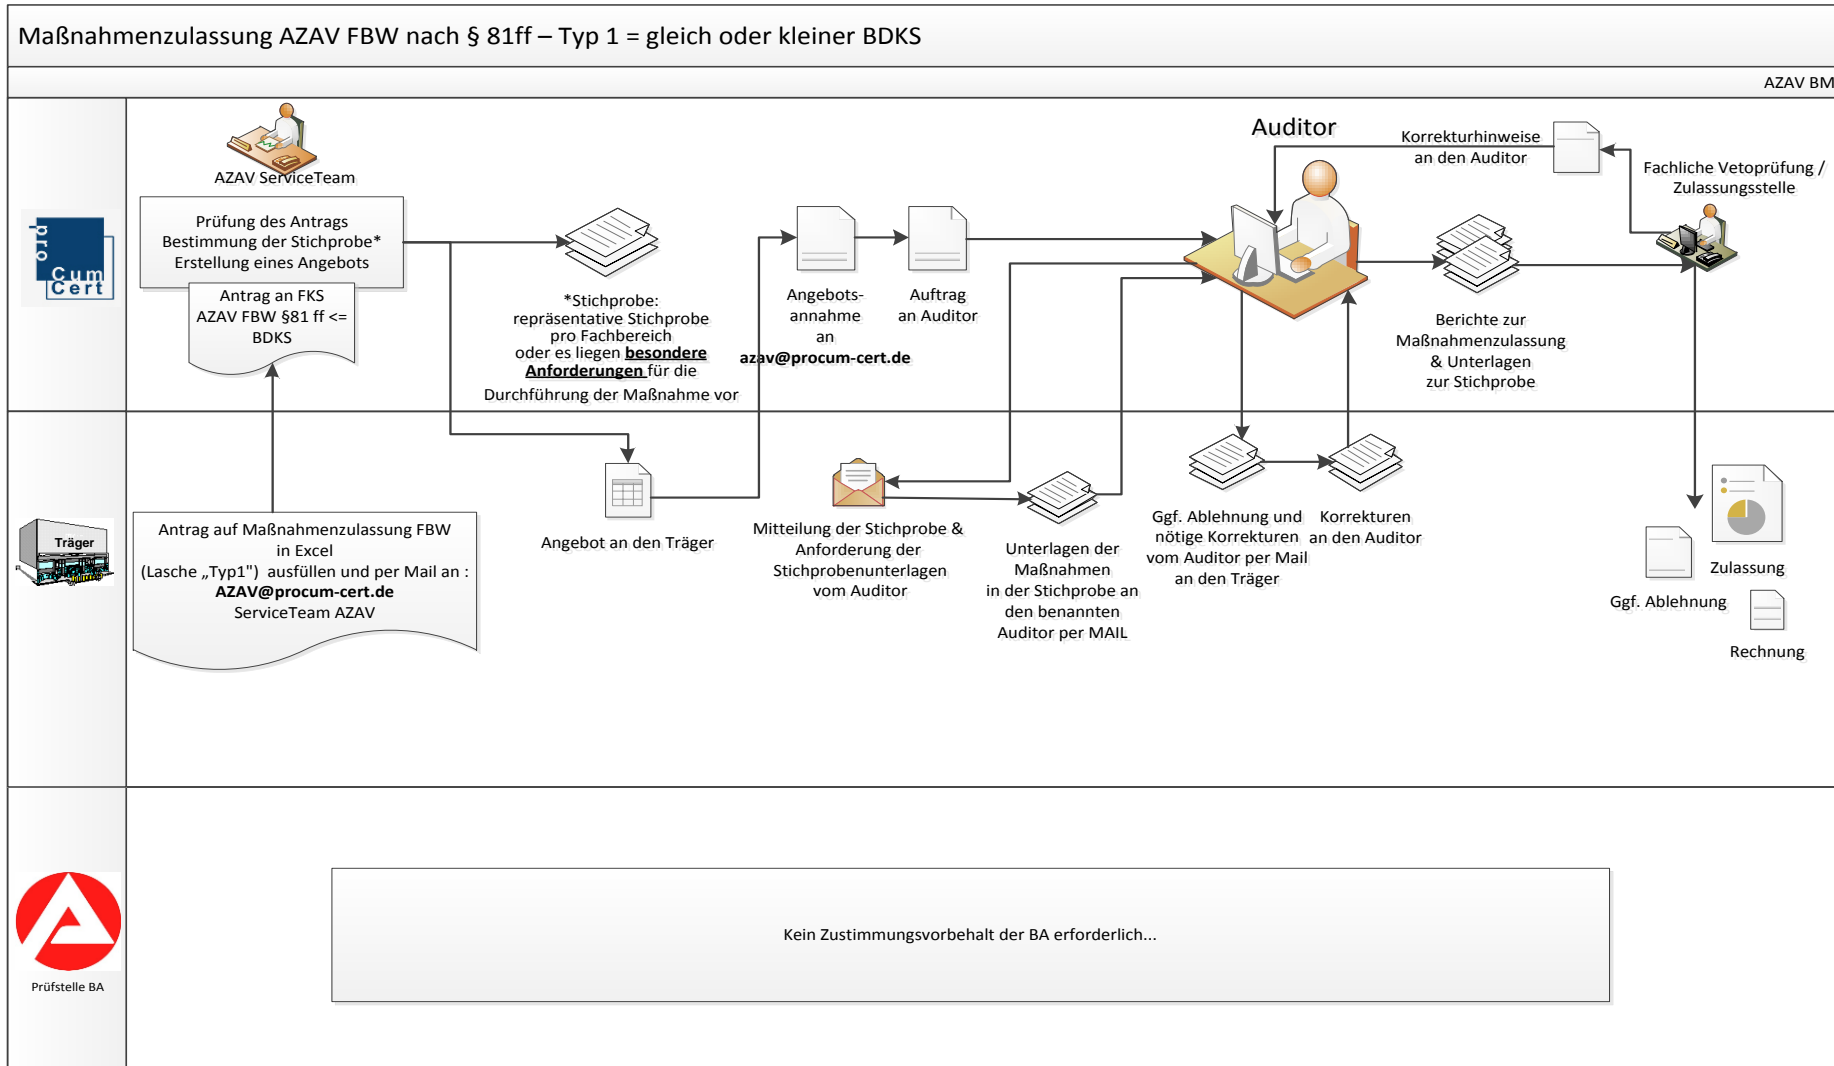 Maßnahmenzulassung AZAV FBW nach § 81ff – Typ 1 = gleich oder kleiner BDKS
AZAV BM
pro
Cum
Cert
AZAV ServiceTeam
Prüfung des Antrags
Bestimmung der Stichprobe*
Erstellung eines Angebots
Antrag an FKS
AZAV FBW §81 ff <=
BDKS
*Stichprobe:
repräsentative Stichprobe
pro Fachbereich
oder es liegen besondere
Anforderungen für die
Durchführung der Maßnahme vor
Angebots-
annahme
an
azav@procum-cert.de
Auftrag
an Auditor
Auditor
Korrekturhinweise
an den Auditor
Fachliche Vetoprüfung /
Zulassungsstelle
Berichte zur
Maßnahmenzulassung
& Unterlagen
zur Stichprobe
Träger
Antrag auf Maßnahmenzulassung FBW
in Excel
(Lasche „Typ1") ausfüllen und per Mail an :
AZAV@procum-cert.de
ServiceTeam AZAV
Angebot an den Träger
Mitteilung der Stichprobe &
Anforderung der
Stichprobenunterlagen
vom Auditor
Unterlagen der
Maßnahmen
in der Stichprobe an
den benannten
Auditor per MAIL
Ggf. Ablehnung und
nötige Korrekturen
vom Auditor per Mail
an den Träger
Korrekturen
an den Auditor
Zulassung
Ggf. Ablehnung
Rechnung
Prüfstelle BA
Kein Zustimmungsvorbehalt der BA erforderlich...